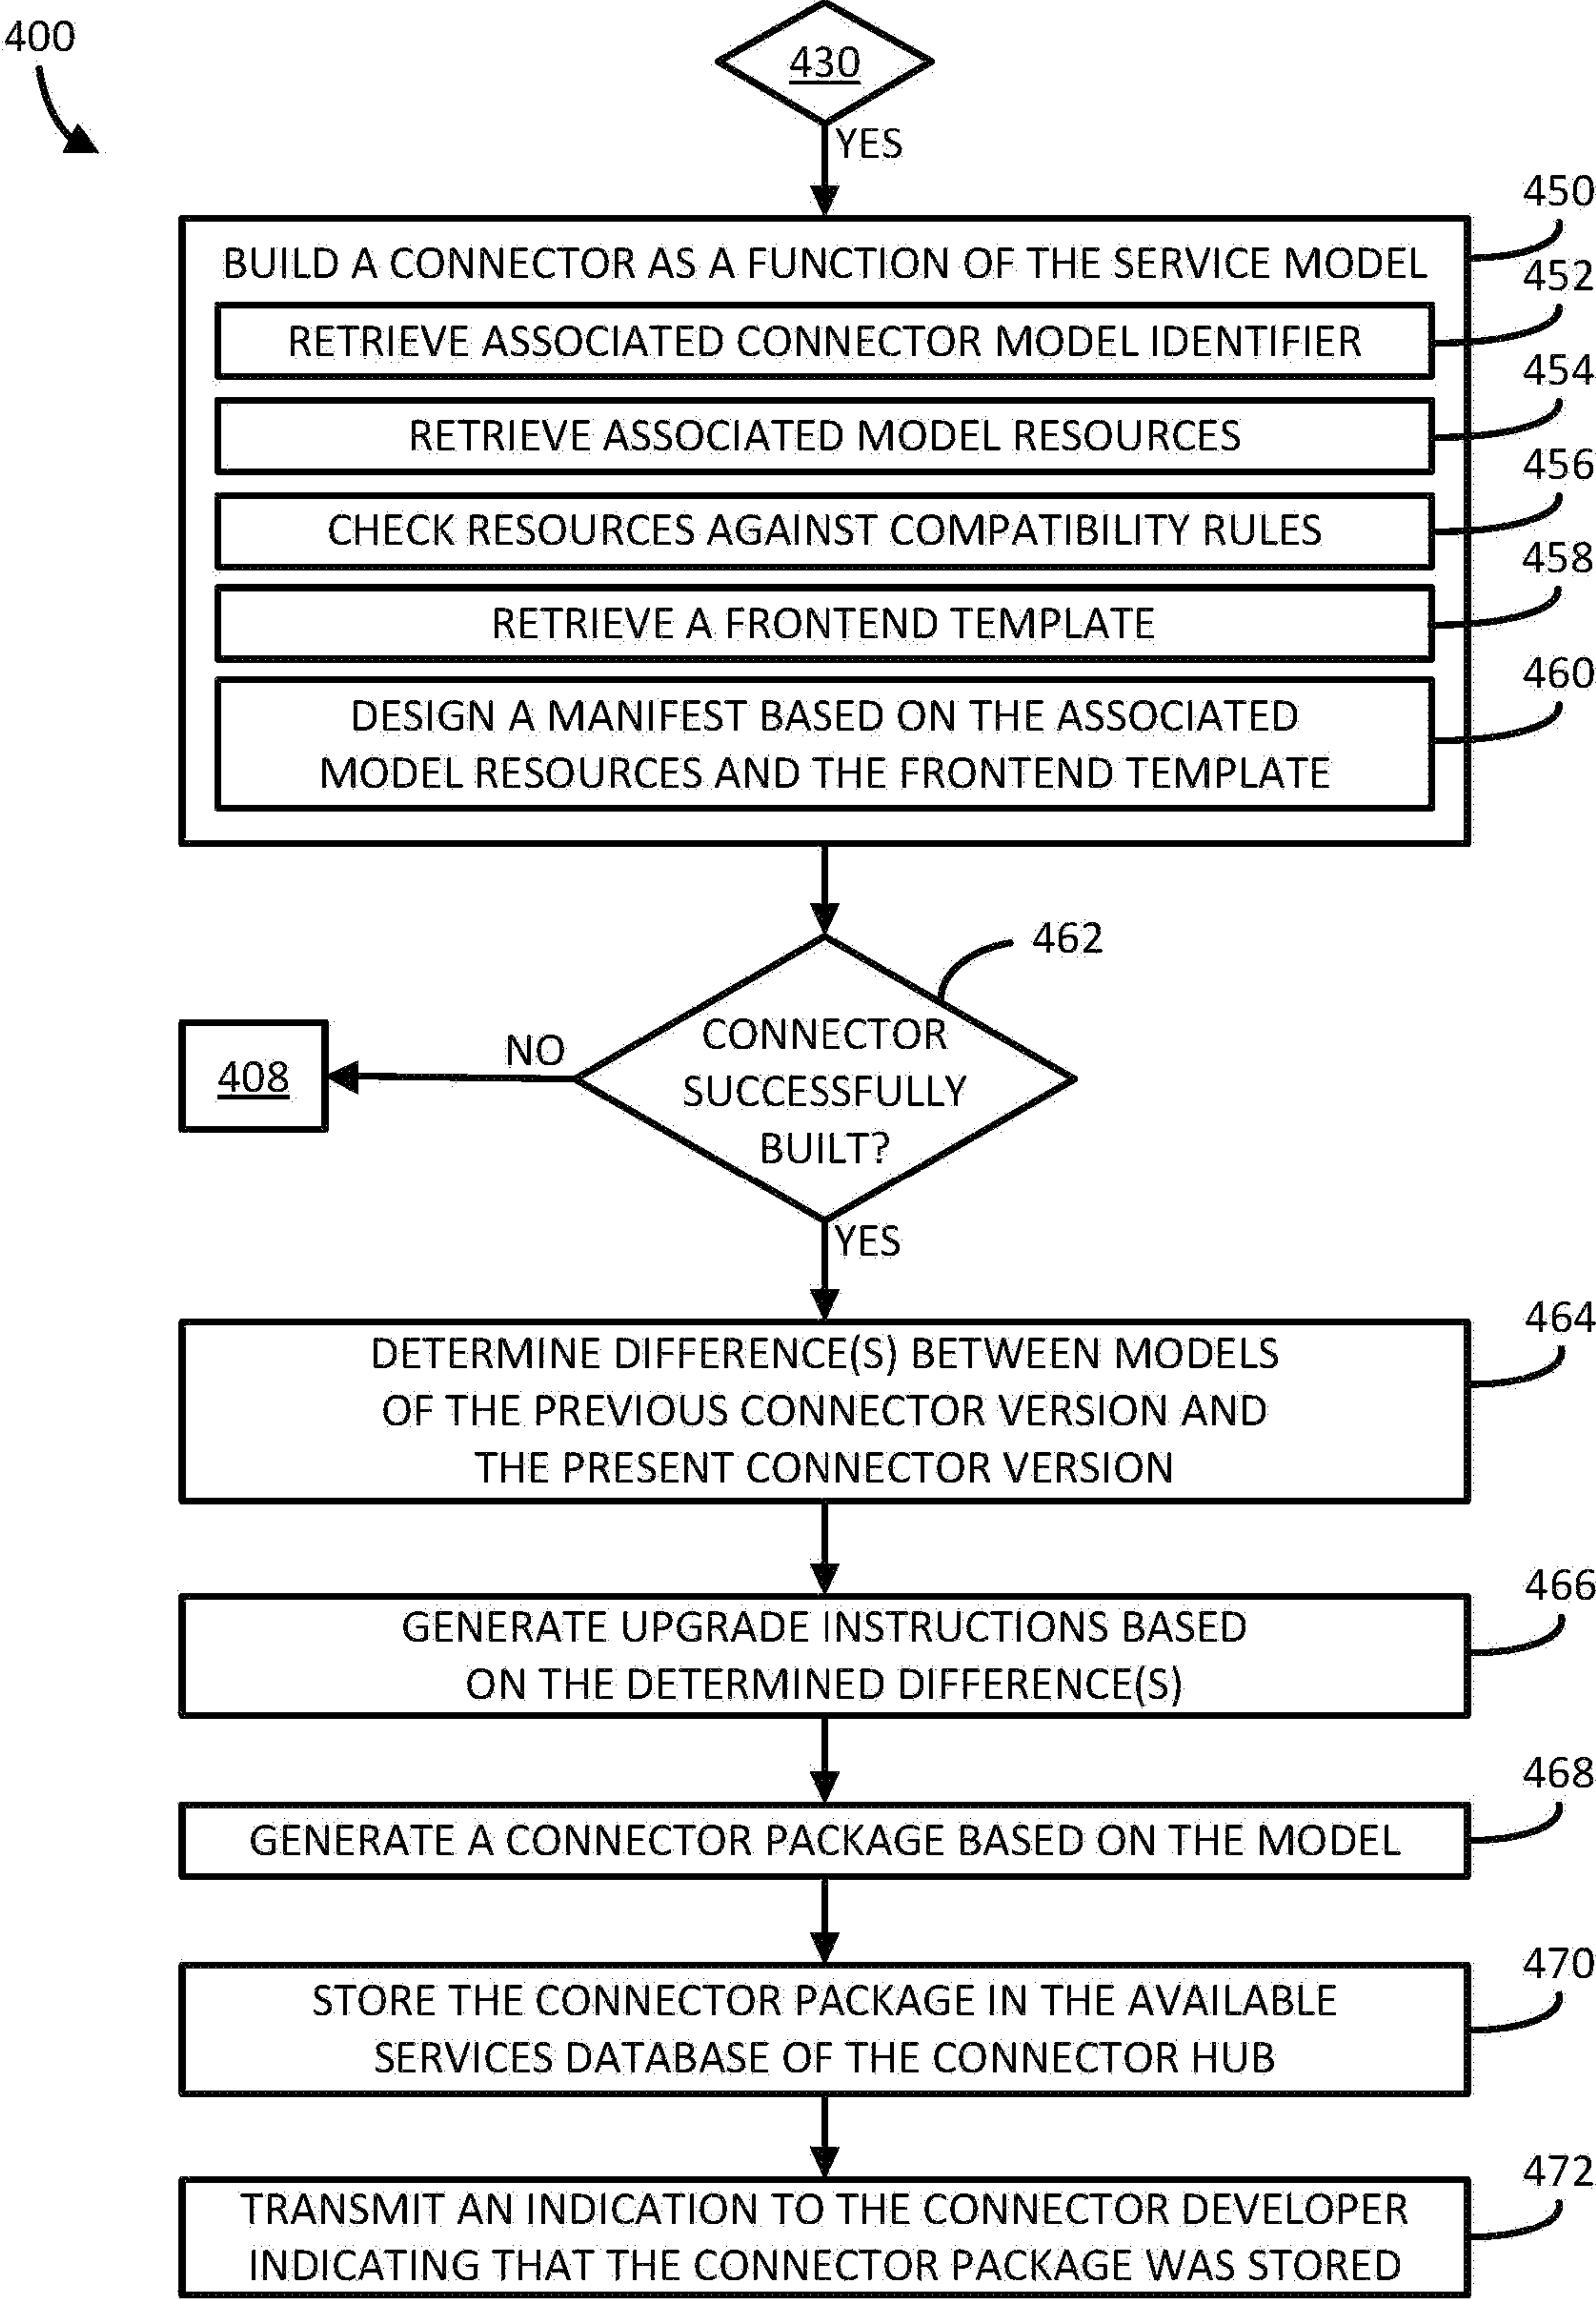 400
430
YES
450
BUILD A CONNECTOR AS A FUNCTION OF THE SERVICE MODEL
452
RETRIEVE ASSOCIATED CONNECTOR MODEL IDENTIFIER
454
RETRIEVE ASSOCIATED MODEL RESOURCES
456
CHECK RESOURCES AGAINST COMPATIBILITY RULES
458
RETRIEVE A FRONTEND TEMPLATE
460
DESIGN A MANIFEST BASED ON THE ASSOCIATED
MODEL RESOURCES AND THE FRONTEND TEMPLATE
462
CONNECTOR
SUCCESSFULLY
BUILT?
NO
408
YES
464
DETERMINE DIFFERENCE(S) BETWEEN MODELS
OF THE PREVIOUS CONNECTOR VERSION AND
THE PRESENT CONNECTOR VERSION
466
GENERATE UPGRADE INSTRUCTIONS BASED
ON THE DETERMINED DIFFERENCE(S)
468
GENERATE A CONNECTOR PACKAGE BASED ON THE MODEL
470
STORE THE CONNECTOR PACKAGE IN THE AVAILABLE
SERVICES DATABASE OF THE CONNECTOR HUB
472
TRANSMIT AN INDICATION TO THE CONNECTOR DEVELOPER
INDICATING THAT THE CONNECTOR PACKAGE WAS STORED